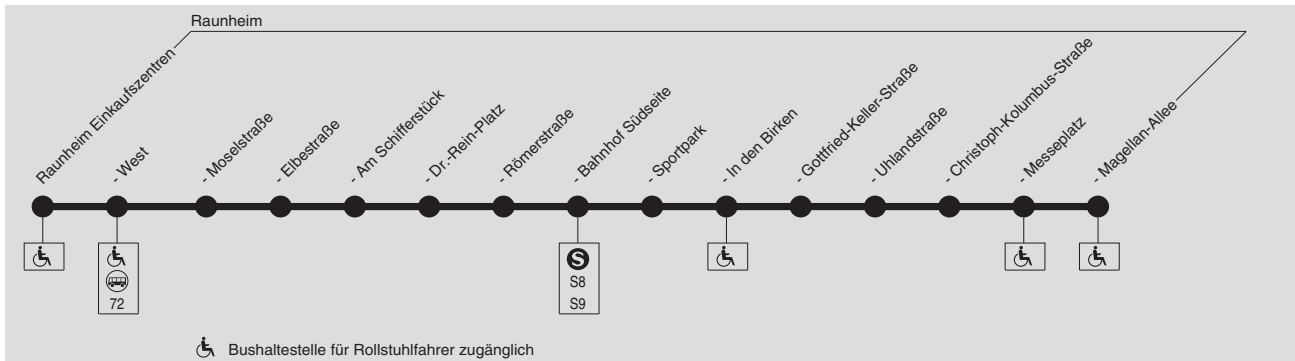 Raunheim
Raunheim Einkaufszentren
- West
- Moselstraße
- Elbestraße
- Am Schifferstück
- Dr.-Rein-Platz
- Römerstraße
- Bahnhof Südseite
- Sportpark
- In den Birken
- Gottfried-Keller-Straße
- Uhlandstraße
- Christoph-Kolumbus-Straße
- Messeplatz
- Magellan-Allee
72
S
S8
S9
Bushaltestelle für Rollstuhlfahrer zugänglich